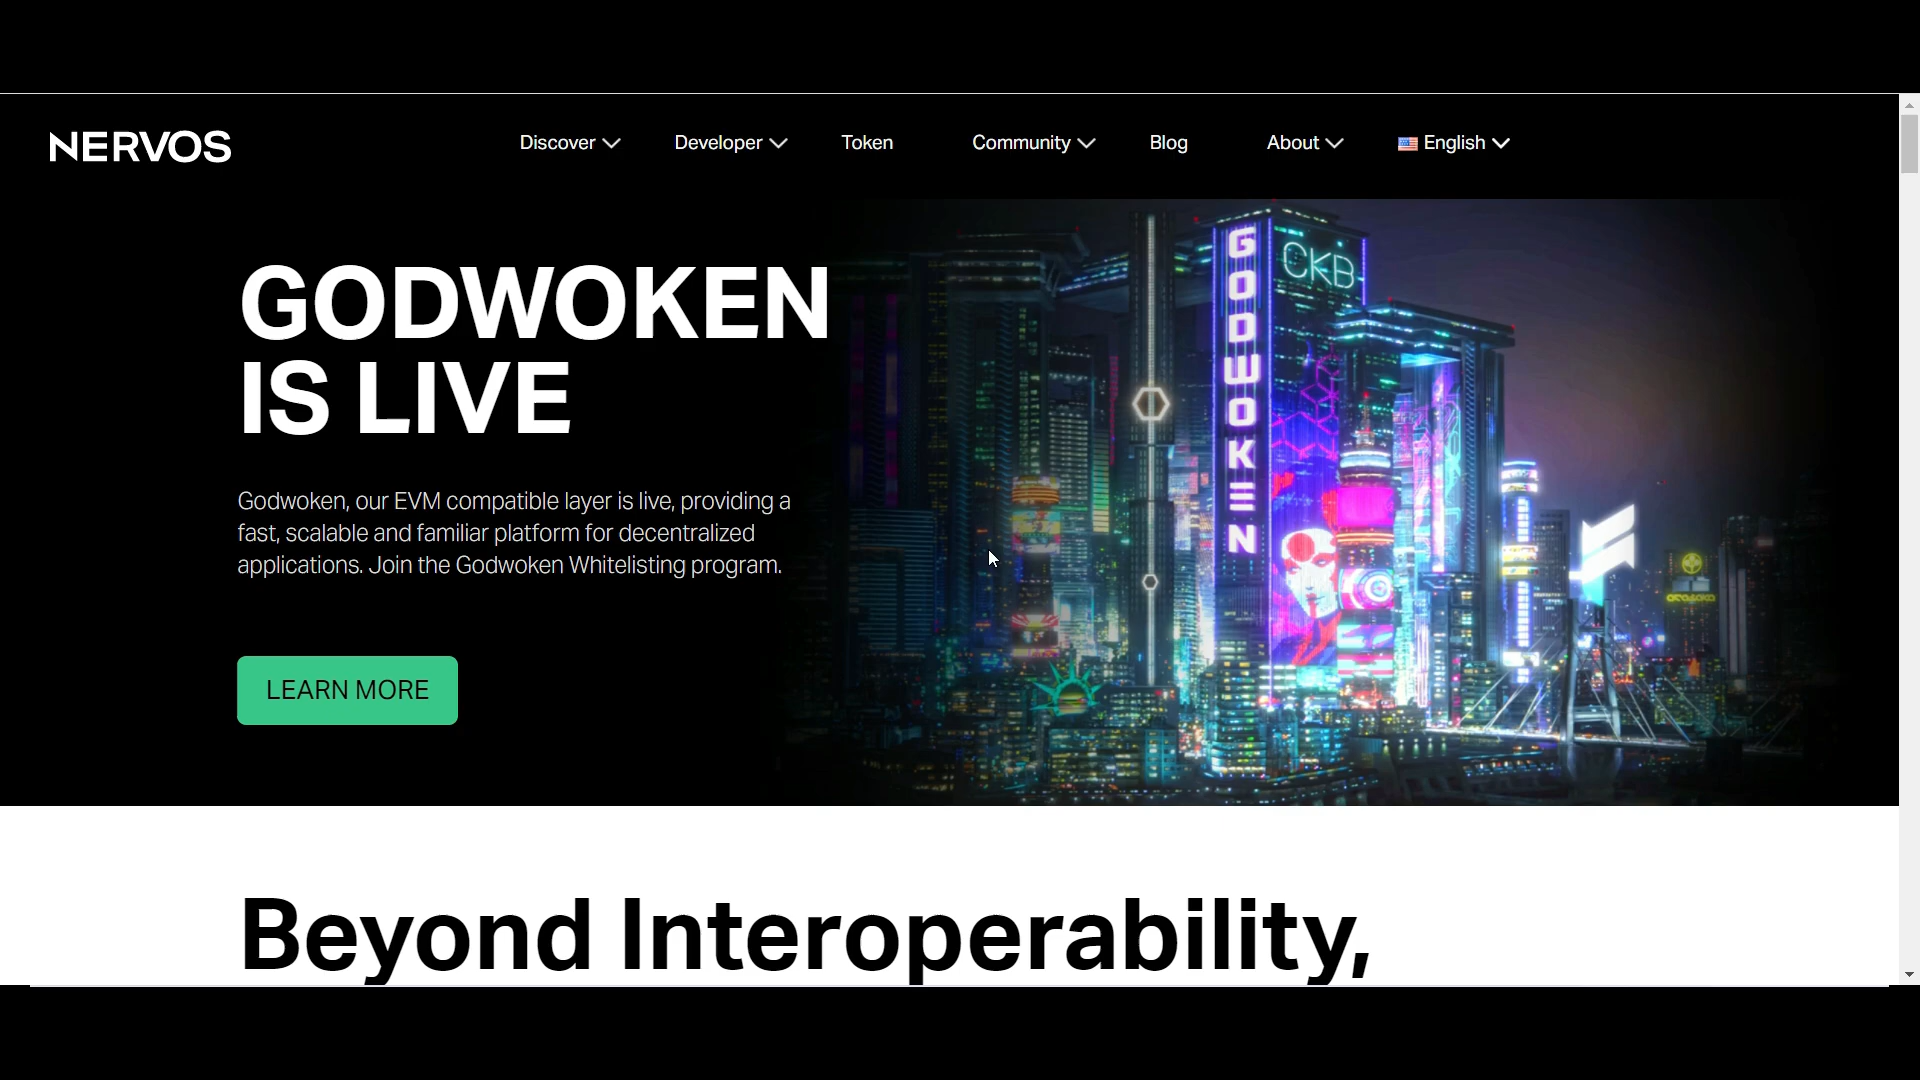 NERVOS
Discover
Developer
Token
Community
Blog
About
English
GODWOKEN
IS LIVE
Godwoken, our EVM compatible layer is live, providing a
fast, scalable and familiar platform for decentralized
applications. Join the Godwoken Whitelisting program.
LEARN MORE
GODWOKEN
CKB
Beyond Interoperability,